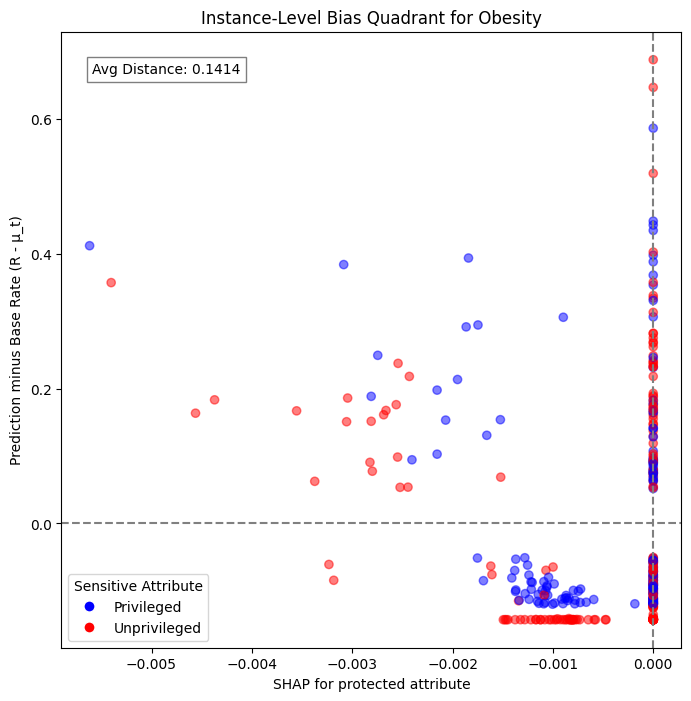 Instance-Level Bias Quadrant for Obesity
Avg Distance: 0.1414
Prediction minus Base Rate (R - μ_t)
0.6
0.4
0.2
0.0
Sensitive Attribute
Privileged
Unprivileged
−0.005 −0.004 −0.003 −0.002 −0.001 0.000
SHAP for protected attribute